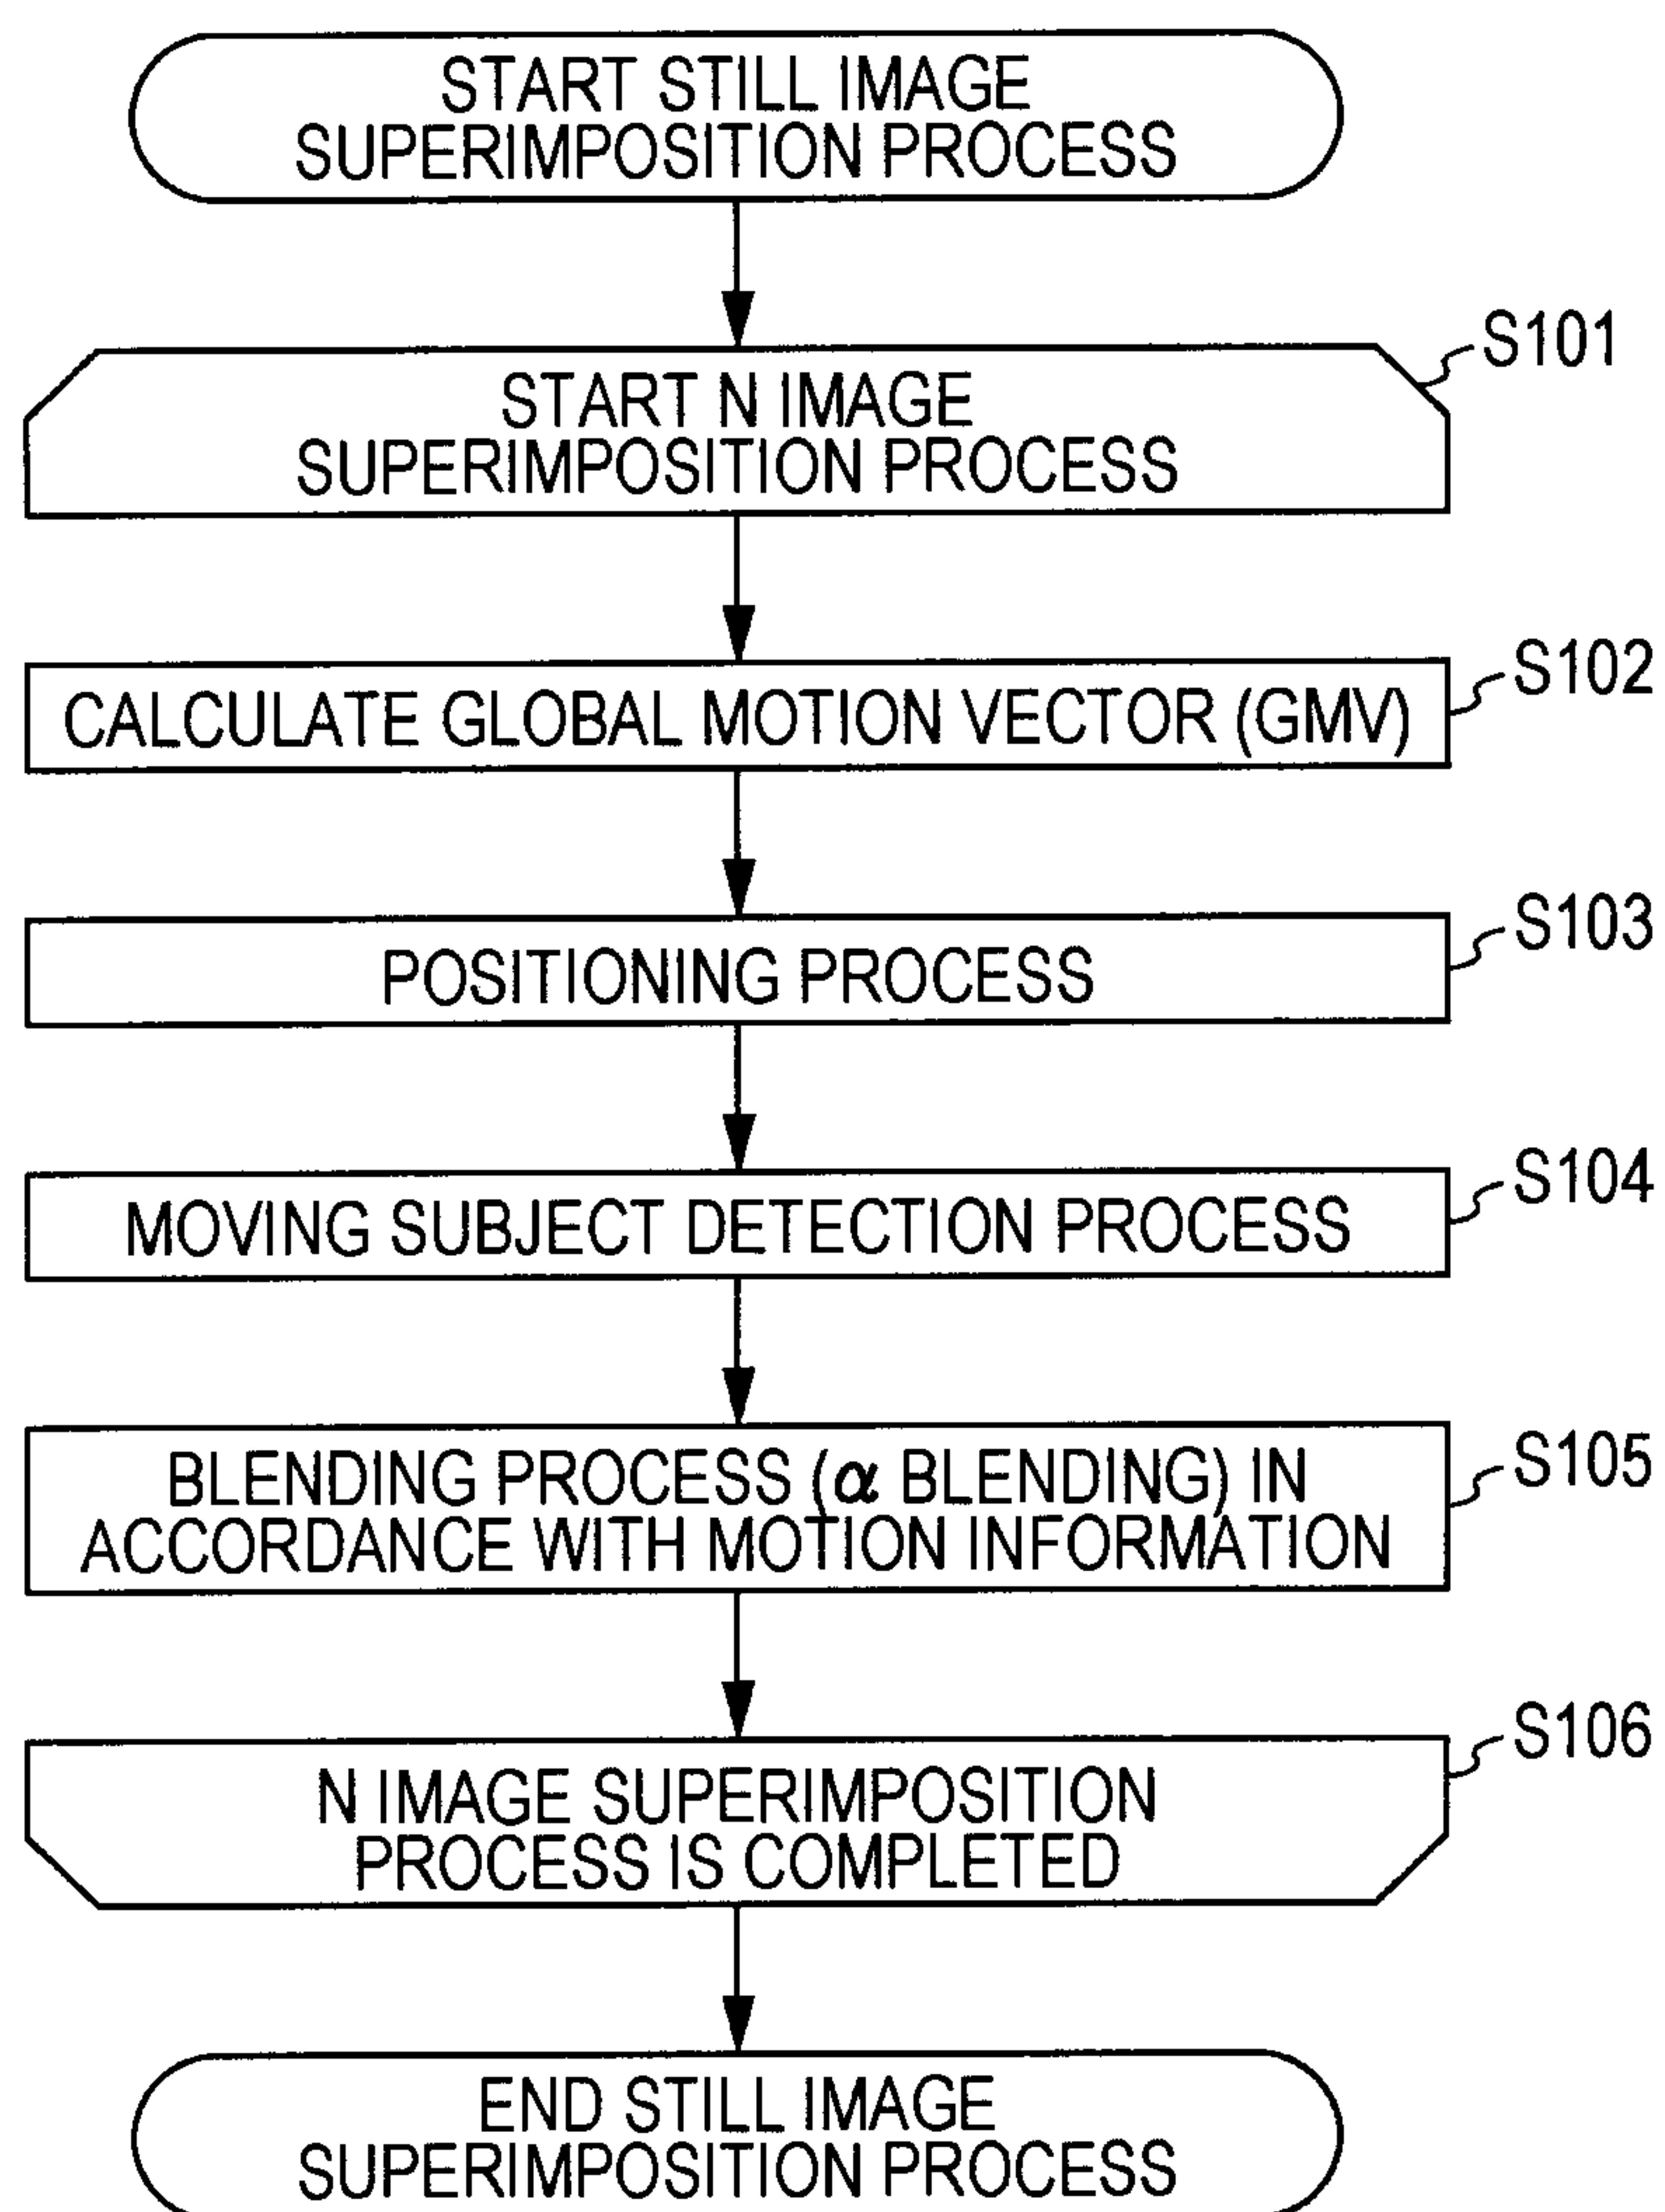 START STILL IMAGE
SUPERIMPOSITION PROCESS
S101
START N IMAGE
SUPERIMPOSITION PROCESS
S102
CALCULATE GLOBAL MOTION VECTOR (GMV)
S103
POSITIONING PROCESS
S104
MOVING SUBJECT DETECTION PROCESS
S105
BLENDING PROCESS (α BLENDING) IN
ACCORDANCE WITH MOTION INFORMATION
S106
N IMAGE SUPERIMPOSITION
PROCESS IS COMPLETED
END STILL IMAGE
SUPERIMPOSITION PROCESS